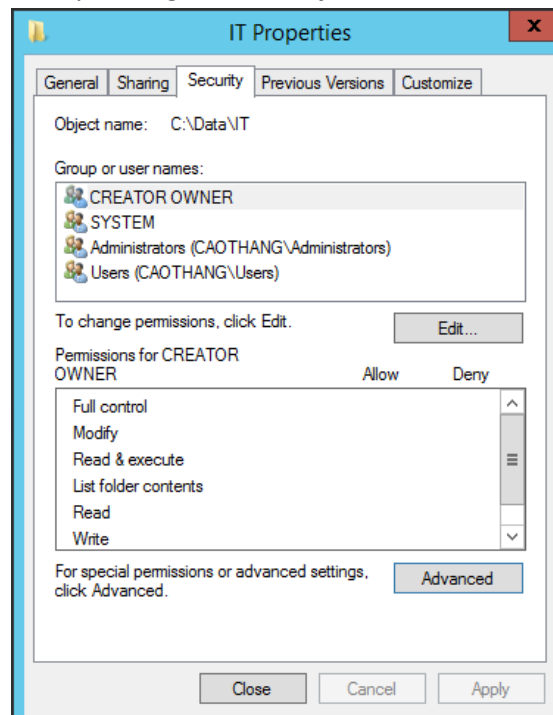 IT Properties
x
General Sharing Security Previous Versions Customize
Object name: C:\Data\IT
Group or user names:
CREATOR OWNER
SYSTEM
Administrators (CAOTHANG\Administrators)
Users (CAOTHANG\Users)
To change permissions, click Edit.
Edit...
Permissions for CREATOR
OWNER Allow Deny
Full control
Modify
Read & execute
List folder contents
Read
Write
For special permissions or advanced settings,
click Advanced.
Advanced
Close Cancel Apply